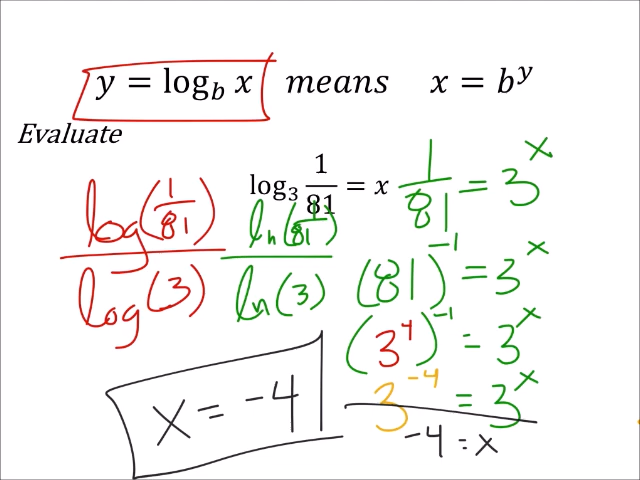 y = log_b x means x = b^y
Evaluate
log_3 1/81 = x
1/81 = 3^x
log(1/81) / log(3)
ln(1/81) / ln(3)
(81)^-1 = 3^x
(3^4)^-1 = 3^x
3^-4 = 3^x
-4 = x
x = -4